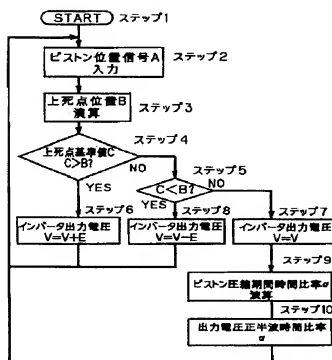 START ステップ1
ピストン位置信号A
入力
ステップ2
上死点位置B
演算
ステップ3
上死点基準値C
C>B?
ステップ4
NO
YES
ステップ5
C<B?
NO
YES
ステップ6
インバータ出力電圧
V=V+E
ステップ8
インバータ出力電圧
V=V-E
ステップ7
インバータ出力電圧
V=V
ステップ9
ピストン圧縮期間時間比率α
演算
ステップ10
出力電圧正半波時間比率
α